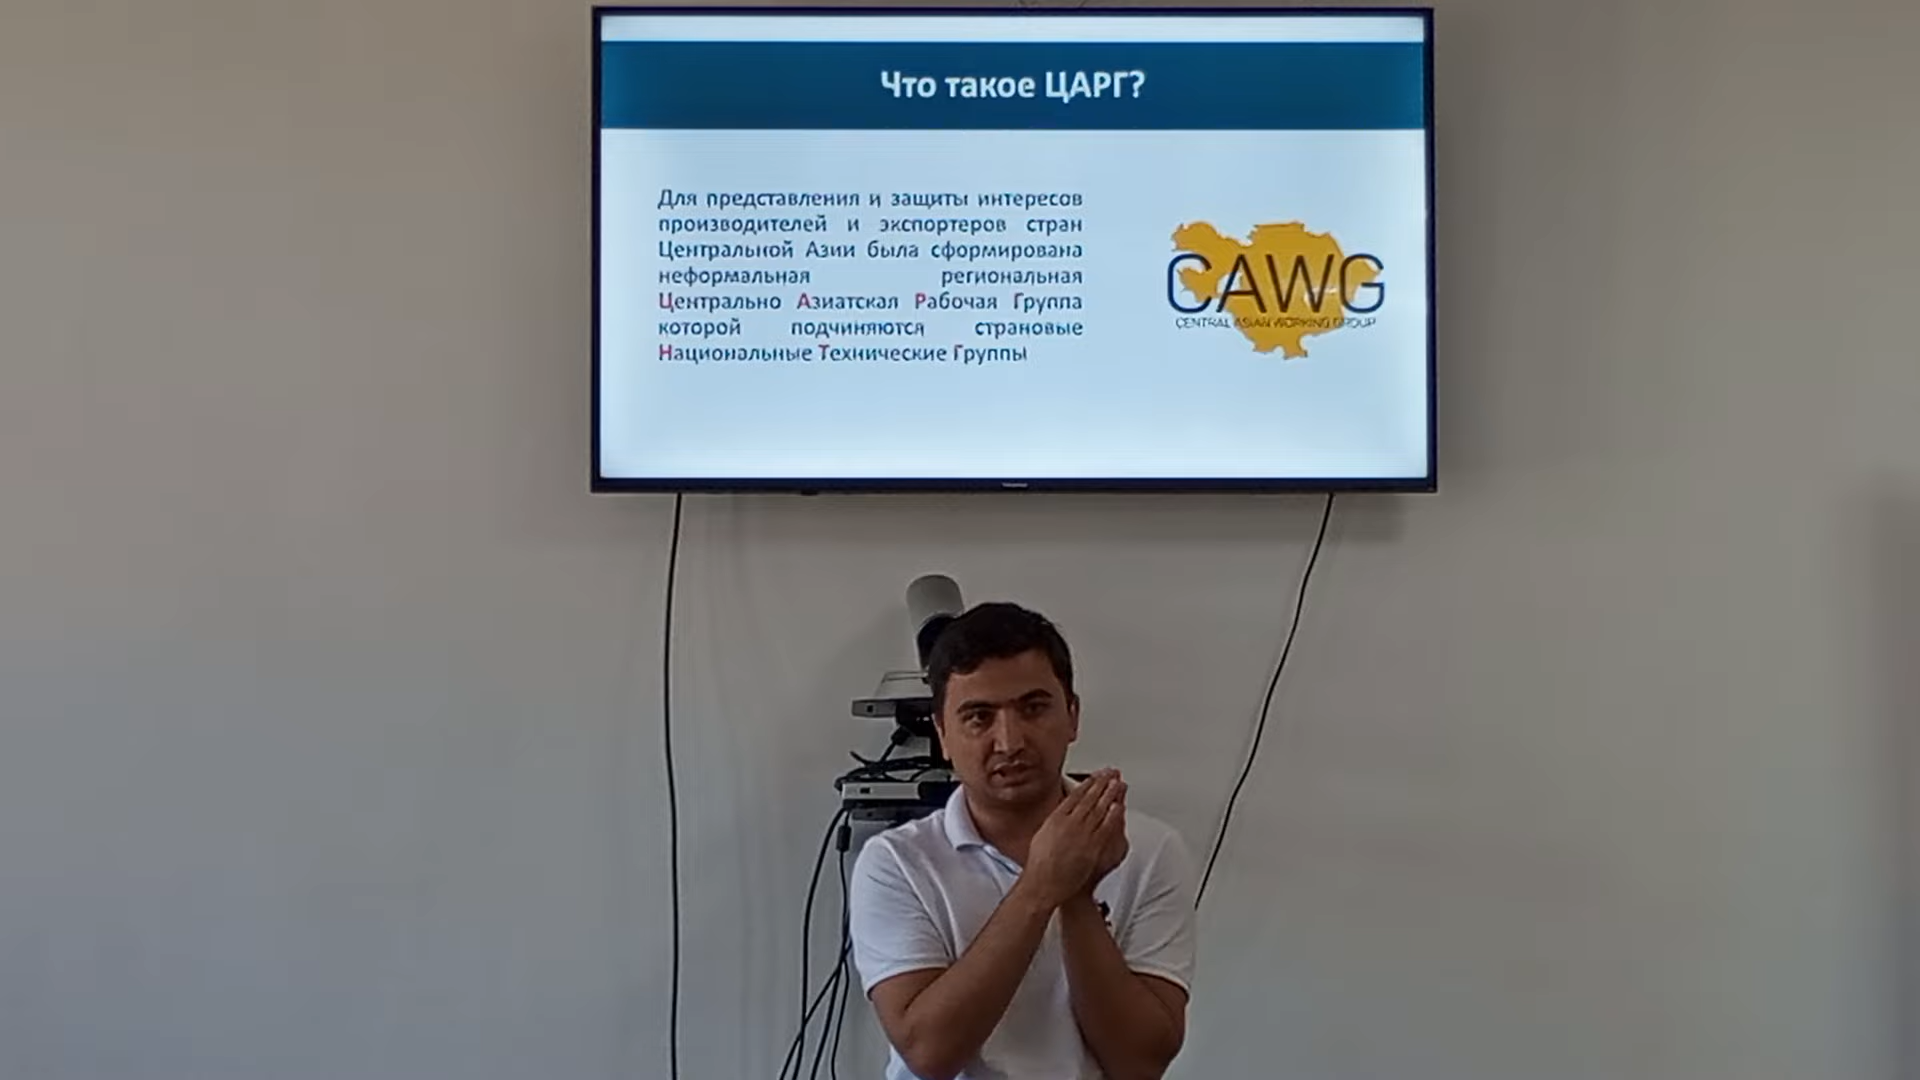 Что такое ЦАРГ?
Для представления и защиты интересов
производителей и экспортеров стран
Центральной Азии была сформирована
неформальная региональная
Центрально Азиатская Рабочая Группа
которой подчиняются страновые
Национальные Технические Группы
CAWG
CENTRAL ASIAN WORKING GROUP